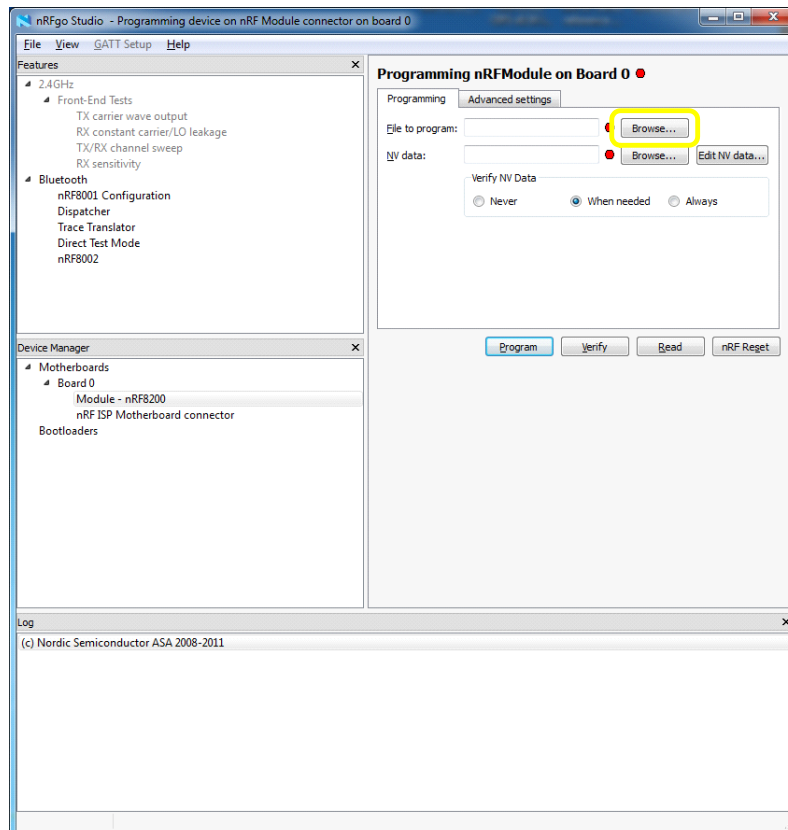 nRFgo Studio - Programming device on nRF Module connector on board 0
File View GATT Setup Help
Features
2.4GHz
Front-End Tests
TX carrier wave output
RX constant carrier/LO leakage
TX/RX channel sweep
RX sensitivity
Bluetooth
nRF8001 Configuration
Dispatcher
Trace Translator
Direct Test Mode
nRF8002
Device Manager
Motherboards
Board 0
Module - nRF8200
nRF ISP Motherboard connector
Bootloaders
Programming nRFModule on Board 0
Programming Advanced settings
File to program: Browse...
NV data: Browse... Edit NV data...
Verify NV Data
Never When needed Always
Program Verify Read nRF Reset
Log
(c) Nordic Semiconductor ASA 2008-2011